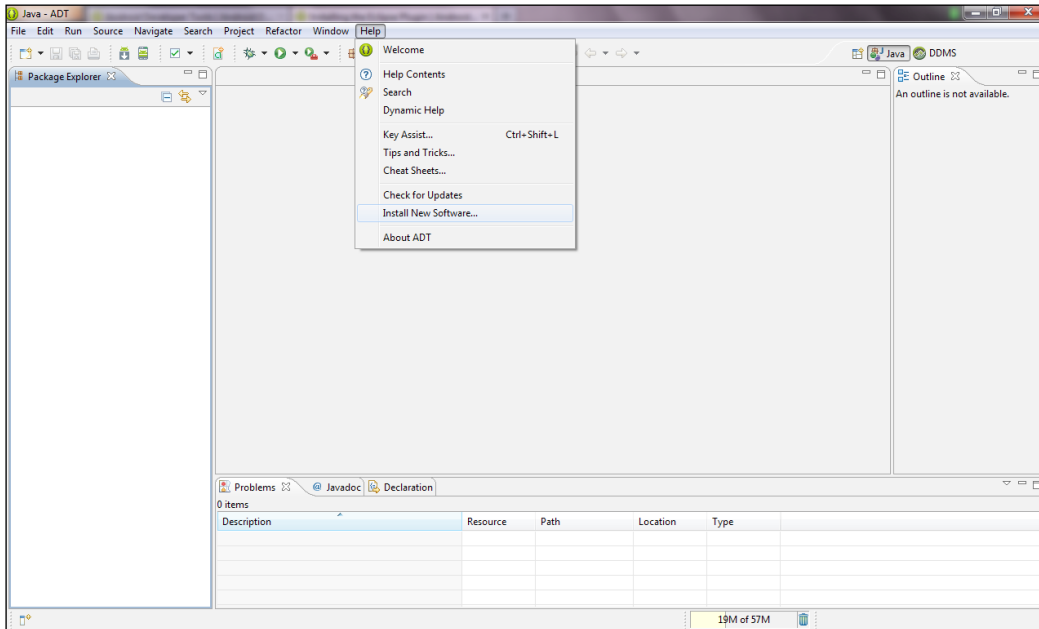 Java - ADT
File Edit Run Source Navigate Search Project Refactor Window Help
Java DDMS
Package Explorer
Welcome
Help Contents
Search
Dynamic Help
Key Assist... Ctrl+Shift+L
Tips and Tricks...
Cheat Sheets...
Check for Updates
Install New Software...
About ADT
Outline
An outline is not available.
Problems @ Javadoc Declaration
0 items
Description Resource Path Location Type
19M of 57M